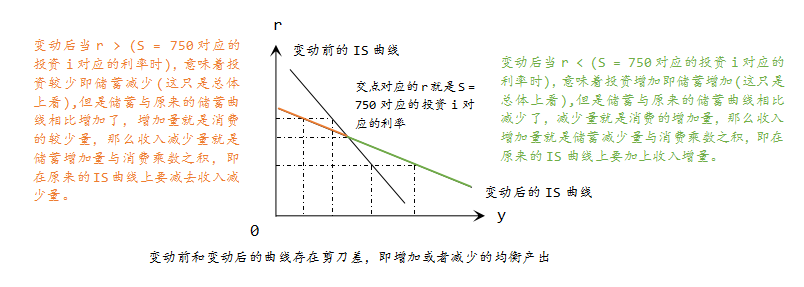 r
变动前的 IS 曲线
变动后当 r > (S = 750 对应的
投资 i 对应的利率时), 意味着投
资较少即储蓄减少(这只是总体
上看),但是储蓄与原来的储蓄曲
线相比增加了, 增加量就是消费
的较少量, 那么收入减少量就是
储蓄增加量与消费乘数之积, 即
在原来的 IS 曲线上要减去收入减
少量。
交点对应的 r 就是 S =
750 对应的投资 i 对
应的利率
变动后当 r < (S = 750 对应的投资 i 对应的
利率时), 意味着投资增加即储蓄增加(这只是
总体上看),但是储蓄与原来的储蓄曲线相比
减少了, 减少量就是消费的增加量, 那么收入
增加量就是储蓄减少量与消费乘数之积, 即在
原来的 IS 曲线上要加上收入增量。
变动后的 IS 曲线
0
y
变动前和变动后的曲线存在剪刀差, 即增加或者减少的均衡产出